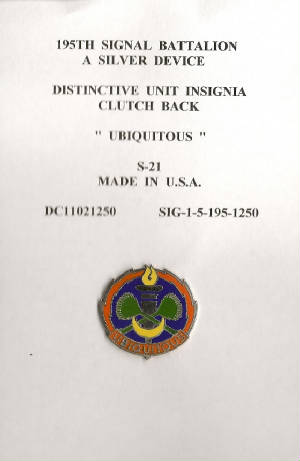 195TH SIGNAL BATTALION
A SILVER DEVICE
DISTINCTIVE UNIT INSIGNIA
CLUTCH BACK
" UBIQUITOUS "
S-21
MADE IN U.S.A.
DC11021250 SIG-1-5-195-1250